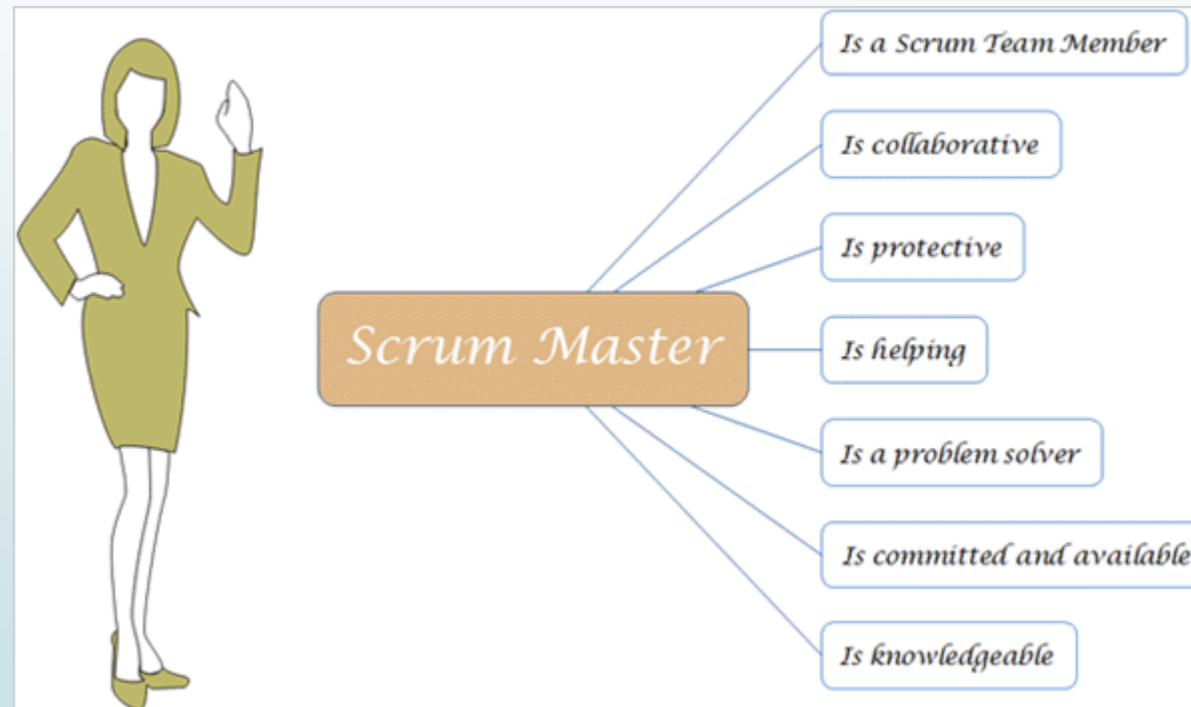 Is a Scrum Team Member
Is collaborative
Is protective
Scrum Master
Is helping
Is a problem solver
Is committed and available
Is knowledgeable